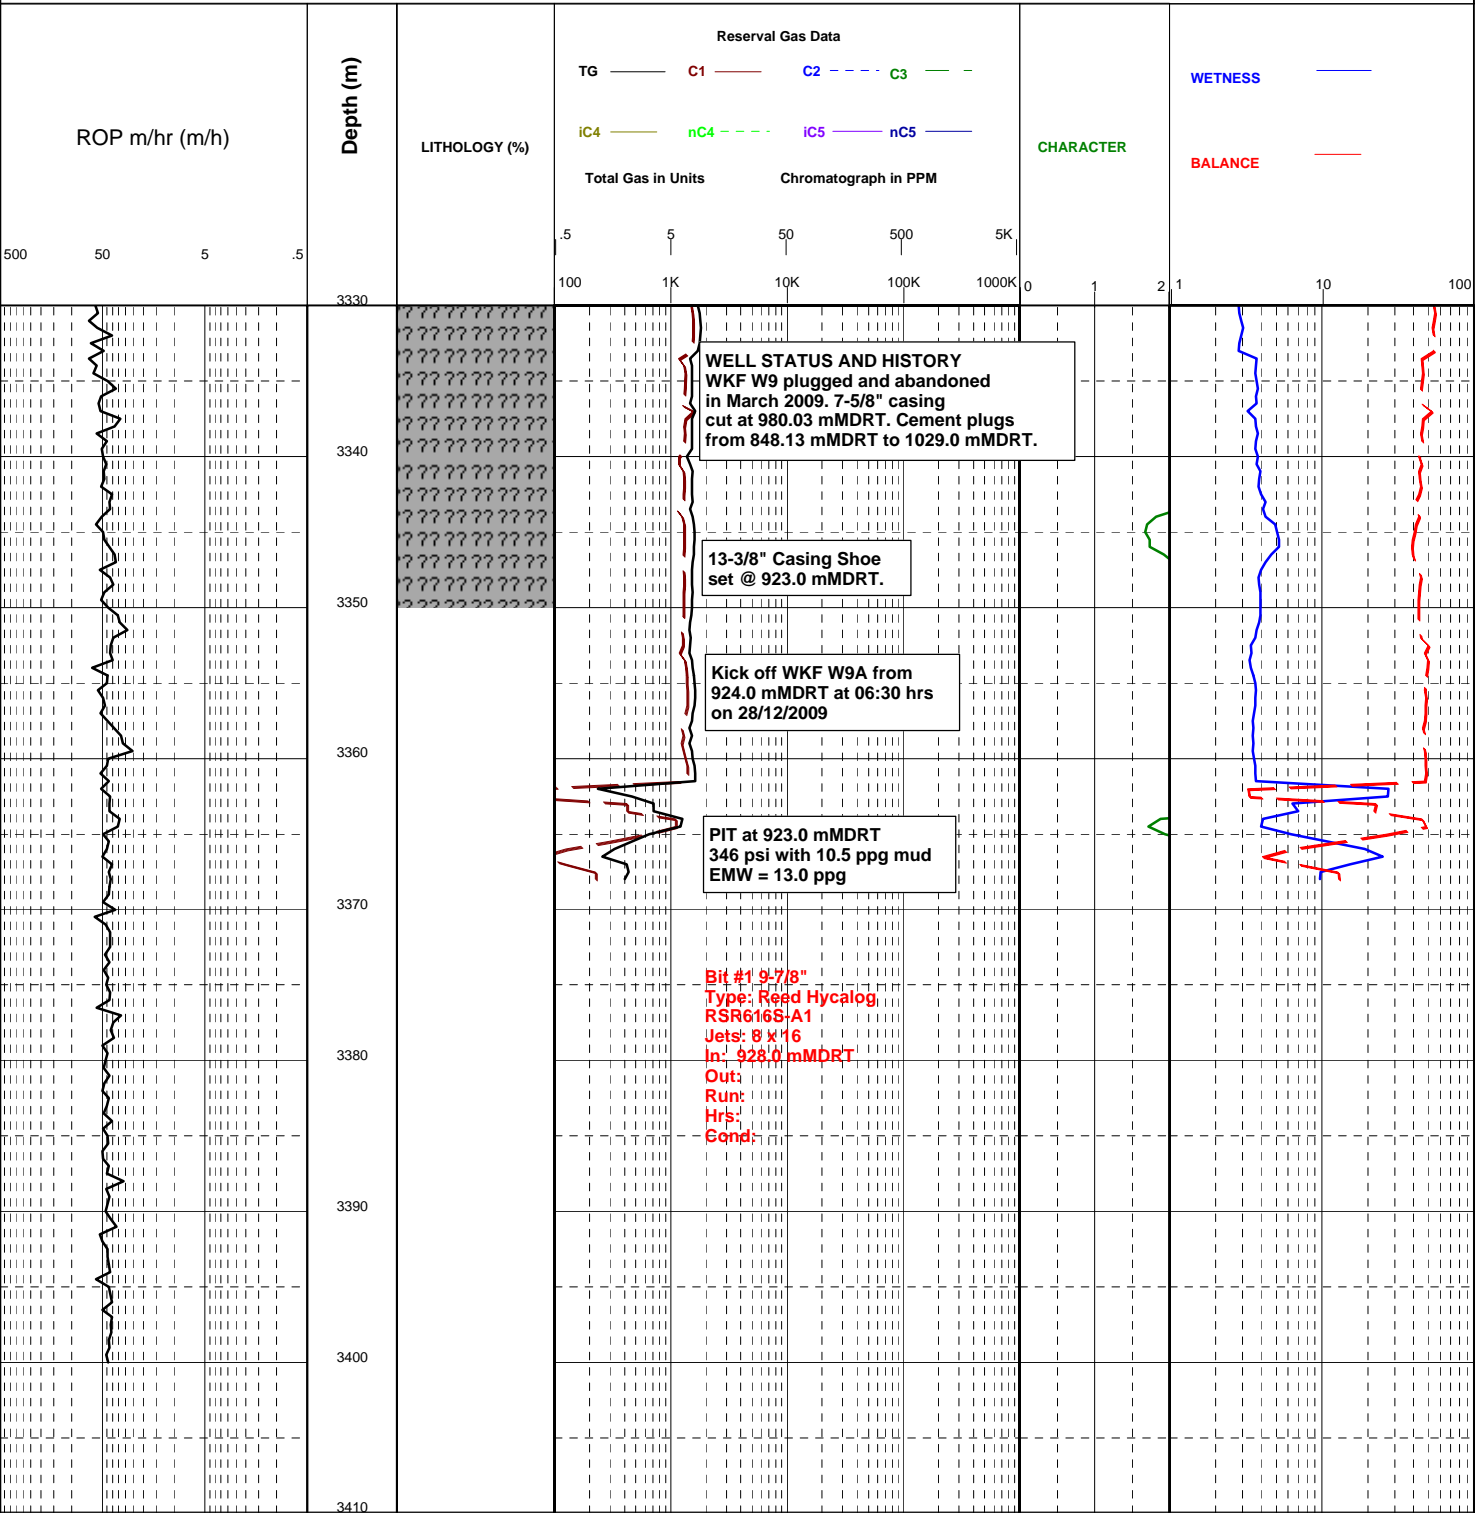 Reserval Gas Data
TG C1 C2 C3
iC4 nC4 iC5 nC5
Total Gas in Units Chromatograph in PPM
ROP m/hr (m/h)
Depth (m)
LITHOLOGY (%)
CHARACTER
WETNESS
BALANCE
.5 5 50 500 5K
500 50 5 .5
100 1K 10K 100K 1000K
0 1 2
1 10 100
3330
?? ?? ?? ?? ?? ??
?? ?? ?? ?? ?? ??
?? ?? ?? ?? ?? ??
?? ?? ?? ?? ?? ??
?? ?? ?? ?? ?? ??
?? ?? ?? ?? ?? ??
?? ?? ?? ?? ?? ??
?? ?? ?? ?? ?? ??
?? ?? ?? ?? ?? ??
?? ?? ?? ?? ?? ??
?? ?? ?? ?? ?? ??
?? ?? ?? ?? ?? ??
?? ?? ?? ?? ?? ??
?? ?? ?? ?? ?? ??
WELL STATUS AND HISTORY
WKF W9 plugged and abandoned
in March 2009. 7-5/8" casing
cut at 980.03 mMDRT. Cement plugs
from 848.13 mMDRT to 1029.0 mMDRT.
3340
13-3/8" Casing Shoe
set @ 923.0 mMDRT.
3350
Kick off WKF W9A from
924.0 mMDRT at 06:30 hrs
on 28/12/2009
3360
PIT at 923.0 mMDRT
346 psi with 10.5 ppg mud
EMW = 13.0 ppg
3370
Bit #1 9-7/8"
Type: Reed Hycalog
RSR616S-A1
Jets: 8 x 16
In: 928.0 mMDRT
Out:
Run:
Hrs:
Cond:
3380
3390
3400
3410